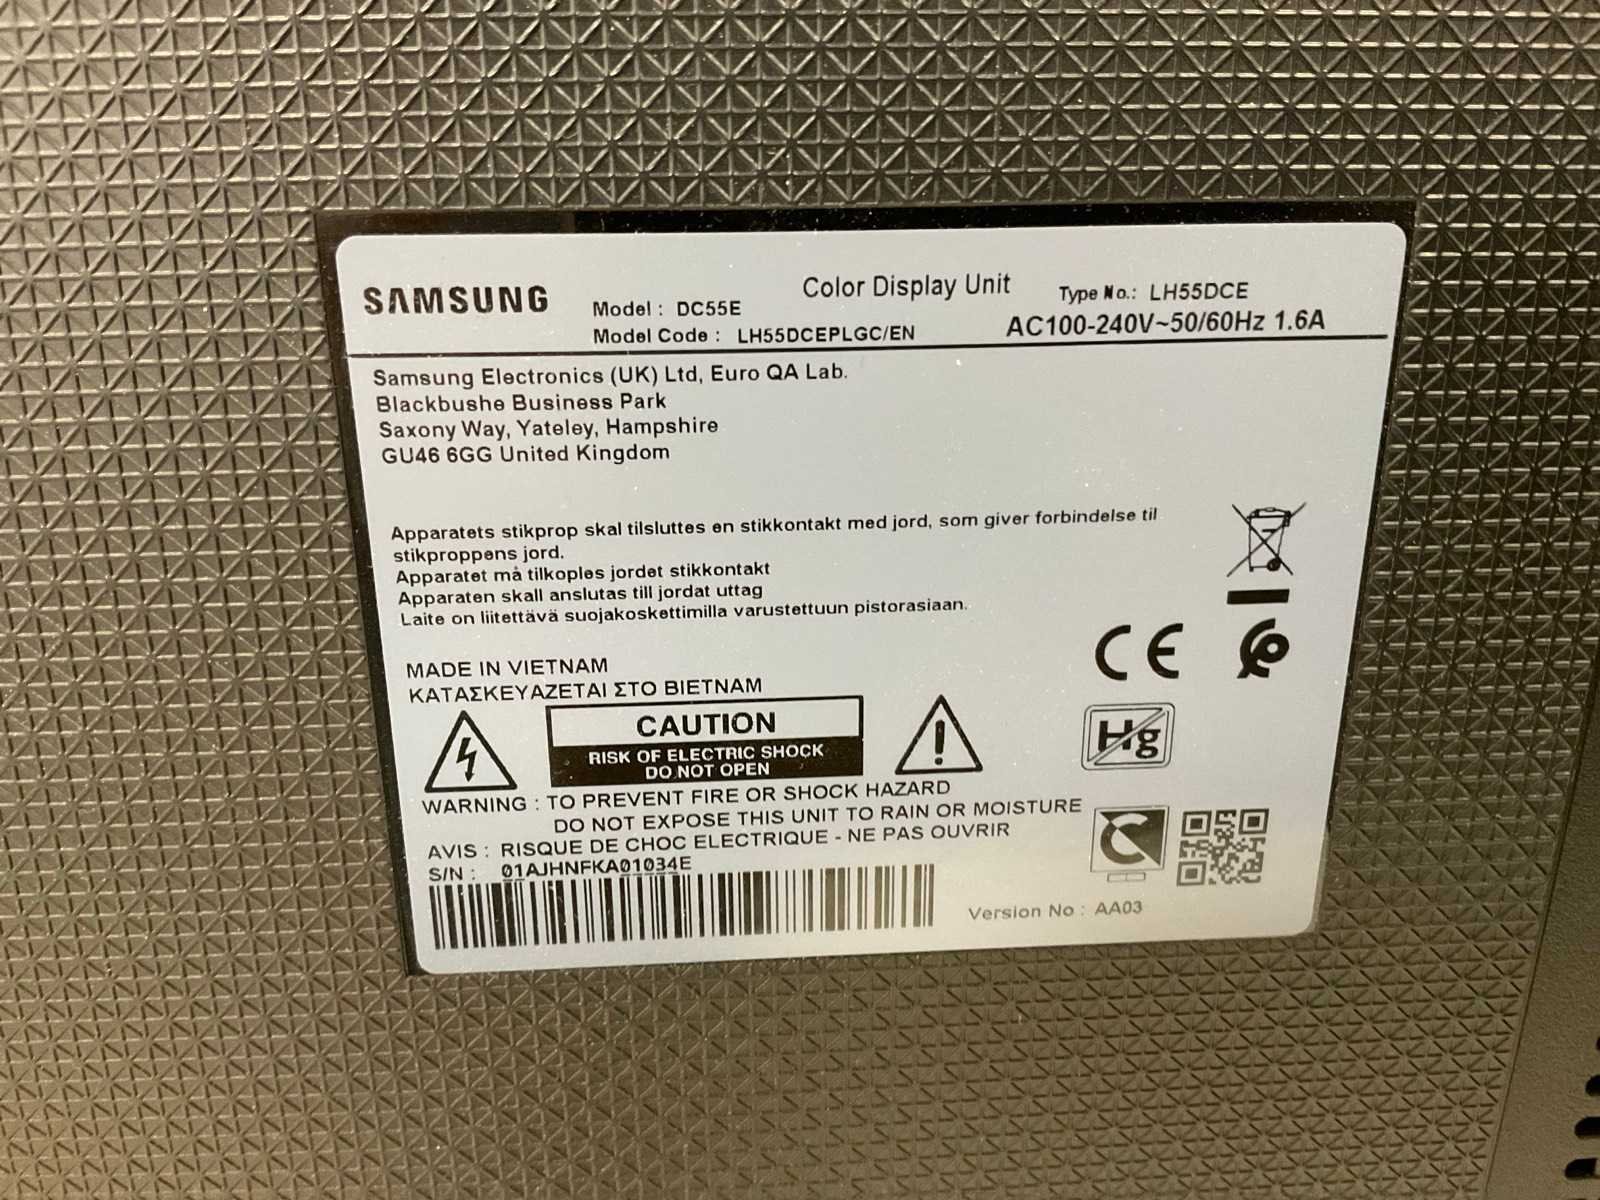 SAMSUNG
Color Display Unit
Model : DC55E
Type No.: LH55DCE
Model Code : LH55DCEPLGC/EN
AC100-240V~50/60Hz 1.6A
Samsung Electronics (UK) Ltd, Euro QA Lab.
Blackbushe Business Park
Saxony Way, Yateley, Hampshire
GU46 6GG United Kingdom
Apparatets stikprop skal tilsluttes en stikkontakt med jord, som giver forbindelse til
stikproppens jord.
Apparatet må tilkoples jordet stikkontakt
Apparaten skall anslutas till jordat uttag
Laite on liitettävä suojakoskettimilla varustettuun pistorasiaan.
MADE IN VIETNAM
ΚΑΤΑΣΚΕΥΑΖΕΤΑΙ ΣΤΟ ΒΙΕΤΝΑΜ
CE
CAUTION
RISK OF ELECTRIC SHOCK
DO NOT OPEN
Hg
WARNING : TO PREVENT FIRE OR SHOCK HAZARD
DO NOT EXPOSE THIS UNIT TO RAIN OR MOISTURE
AVIS : RISQUE DE CHOC ELECTRIQUE - NE PAS OUVRIR
S/N : 01AJHNFKA01034E
Version No : AA03